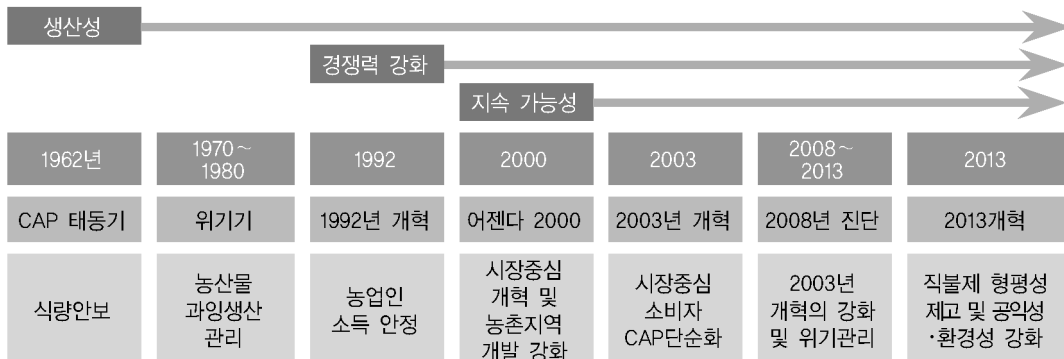 생산성
경쟁력 강화
지속 가능성
1962년
1970～
1980
1992
2000
2003
2008～
2013
2013
CAP 태동기
위기기
1992년 개혁
어젠다 2000
2003년 개혁
2008년 진단
2013개혁
식량안보
농산물
과잉생산
관리
농업인
소득 안정
시장중심
개혁 및
농촌지역
개발 강화
시장중심
소비자
CAP단순화
2003년
개혁의 강화
및 위기관리
직불제 형평성
제고 및 공익성
·환경성 강화